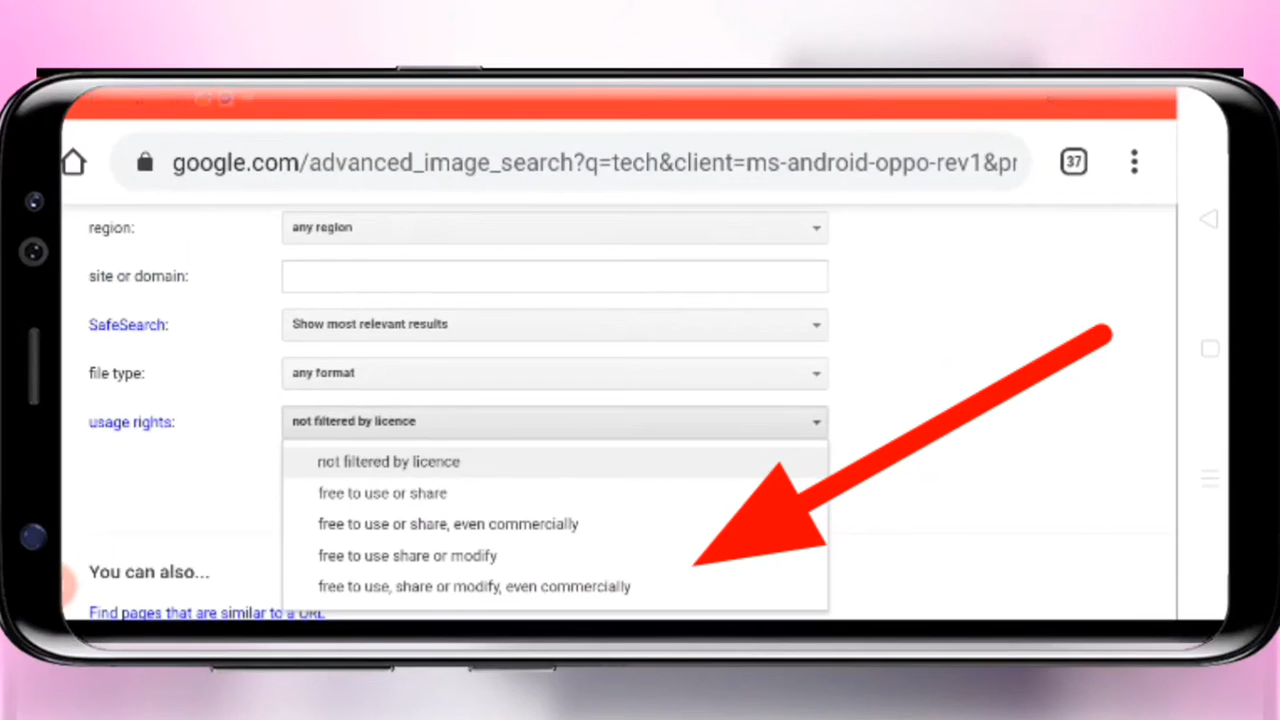 google.com/advanced_image_search?q=tech&client=ms-android-oppo-rev1&pr
37
region:
any region
site or domain:
SafeSearch:
Show most relevant results
file type:
any format
usage rights:
not filtered by licence
not filtered by licence
free to use or share
free to use or share, even commercially
free to use share or modify
free to use, share or modify, even commercially
You can also...
Find pages that are similar to a URL